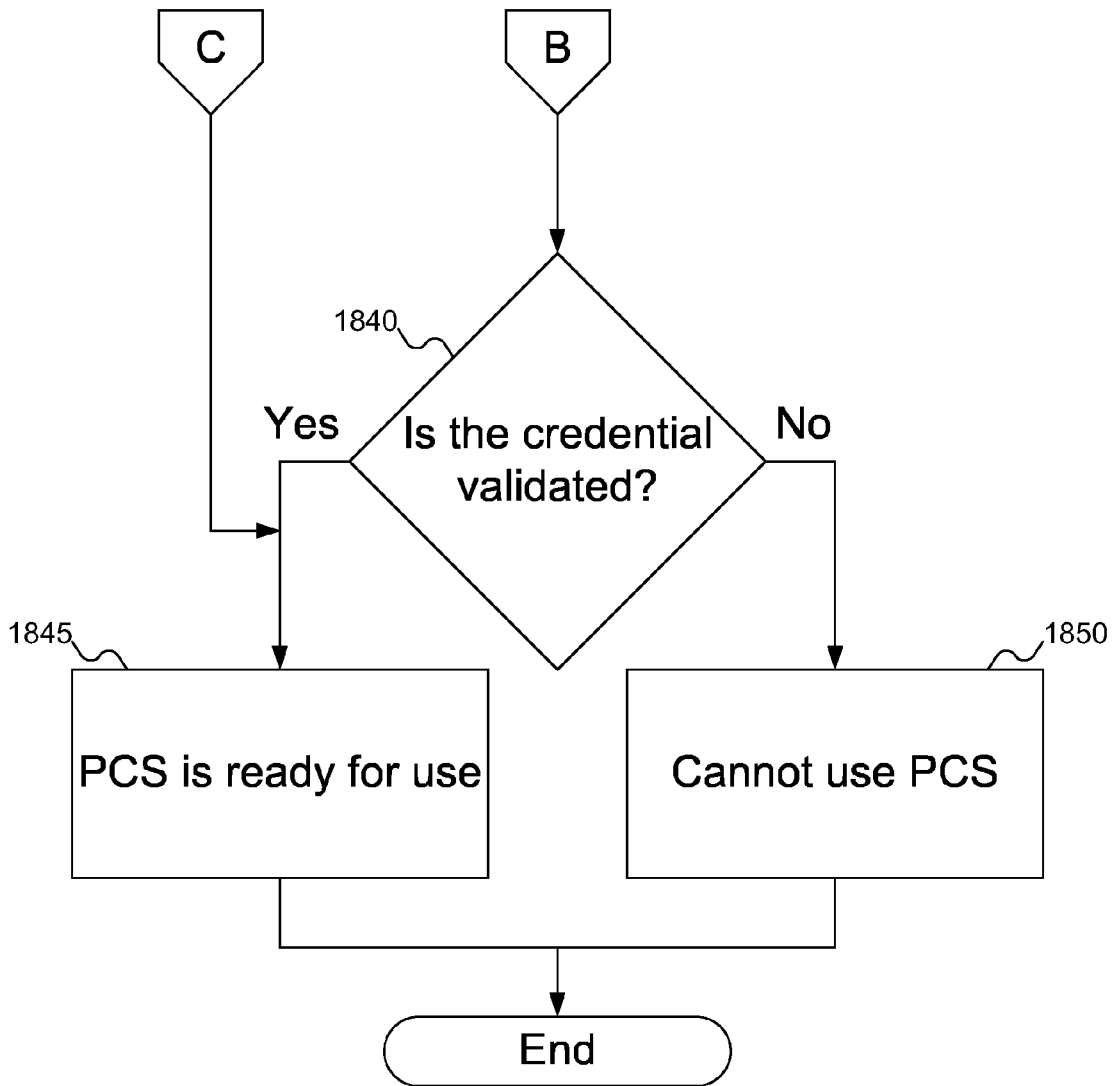 C
B
1840
Yes
Is the credential
validated?
No
1845
1850
PCS is ready for use
Cannot use PCS
End